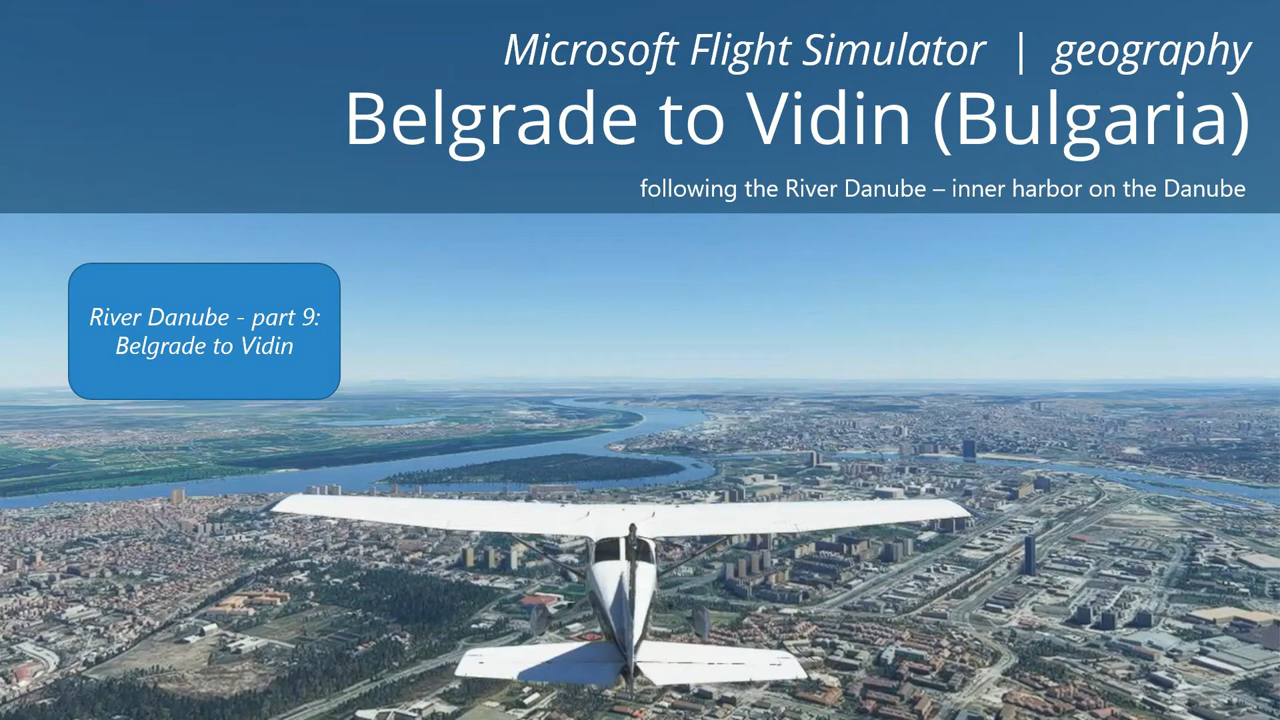 Microsoft Flight Simulator | geography
Belgrade to Vidin (Bulgaria)
following the River Danube – inner harbor on the Danube
River Danube - part 9:
Belgrade to Vidin